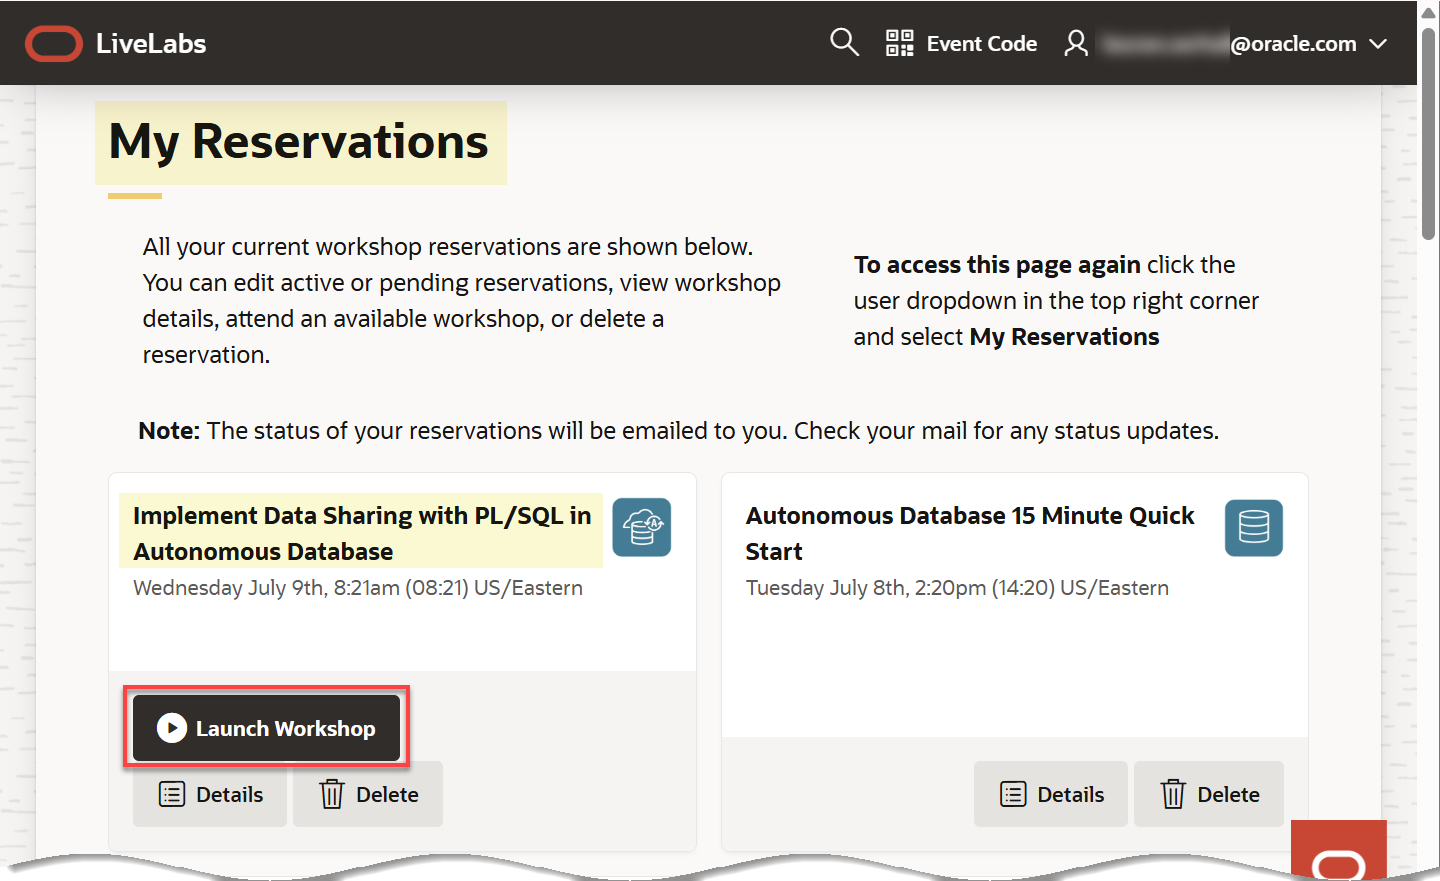 LiveLabs
Event Code
@oracle.com
My Reservations
All your current workshop reservations are shown below.
You can edit active or pending reservations, view workshop
details, attend an available workshop, or delete a
reservation.
To access this page again click the
user dropdown in the top right corner
and select My Reservations
Note: The status of your reservations will be emailed to you. Check your mail for any status updates.
Implement Data Sharing with PL/SQL in
Autonomous Database
Wednesday July 9th, 8:21am (08:21) US/Eastern
Launch Workshop
Details
Delete
Autonomous Database 15 Minute Quick
Start
Tuesday July 8th, 2:20pm (14:20) US/Eastern
Details
Delete